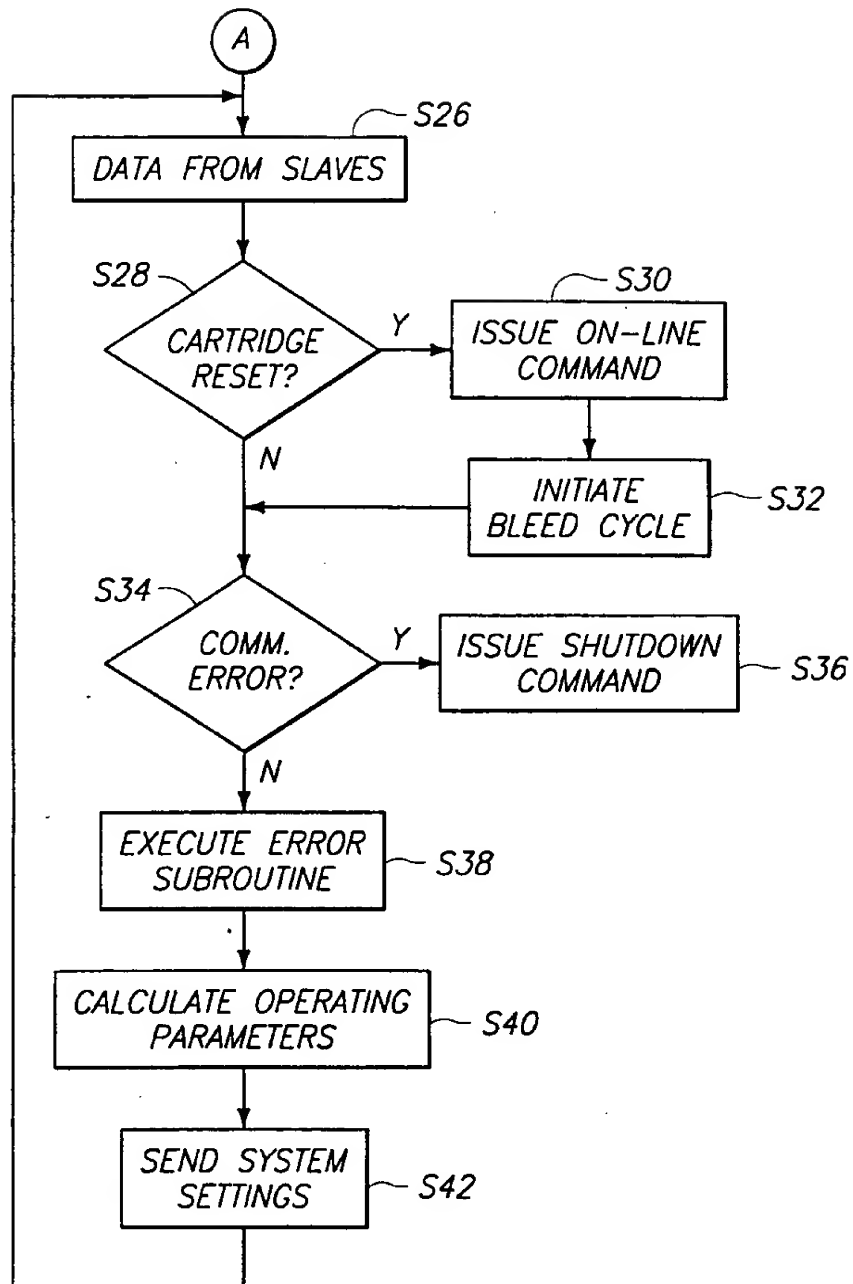 A
S26
DATA FROM SLAVES
S28
CARTRIDGE
RESET?
Y
S30
ISSUE ON-LINE
COMMAND
N
INITIATE
BLEED CYCLE
S32
S34
COMM.
ERROR?
Y
ISSUE SHUTDOWN
COMMAND
S36
N
EXECUTE ERROR
SUBROUTINE
S38
CALCULATE OPERATING
PARAMETERS
S40
SEND SYSTEM
SETTINGS
S42